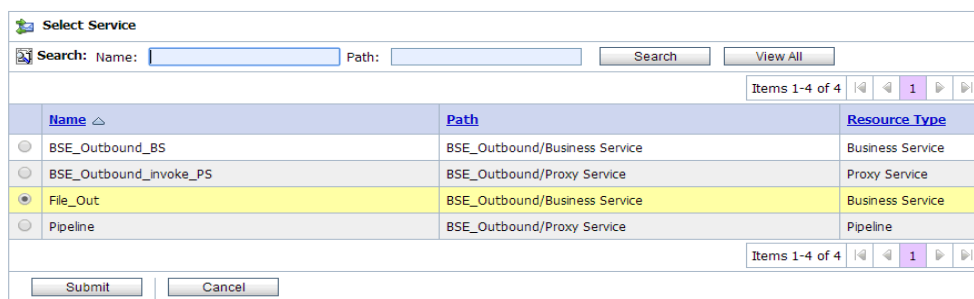 Select Service
Search: Name: Path: Search View All
Items 1-4 of 4 1
Name Path Resource Type
BSE_Outbound_BS BSE_Outbound/Business Service Business Service
BSE_Outbound_invoke_PS BSE_Outbound/Proxy Service Proxy Service
File_Out BSE_Outbound/Business Service Business Service
Pipeline BSE_Outbound/Proxy Service Pipeline
Items 1-4 of 4 1
Submit Cancel